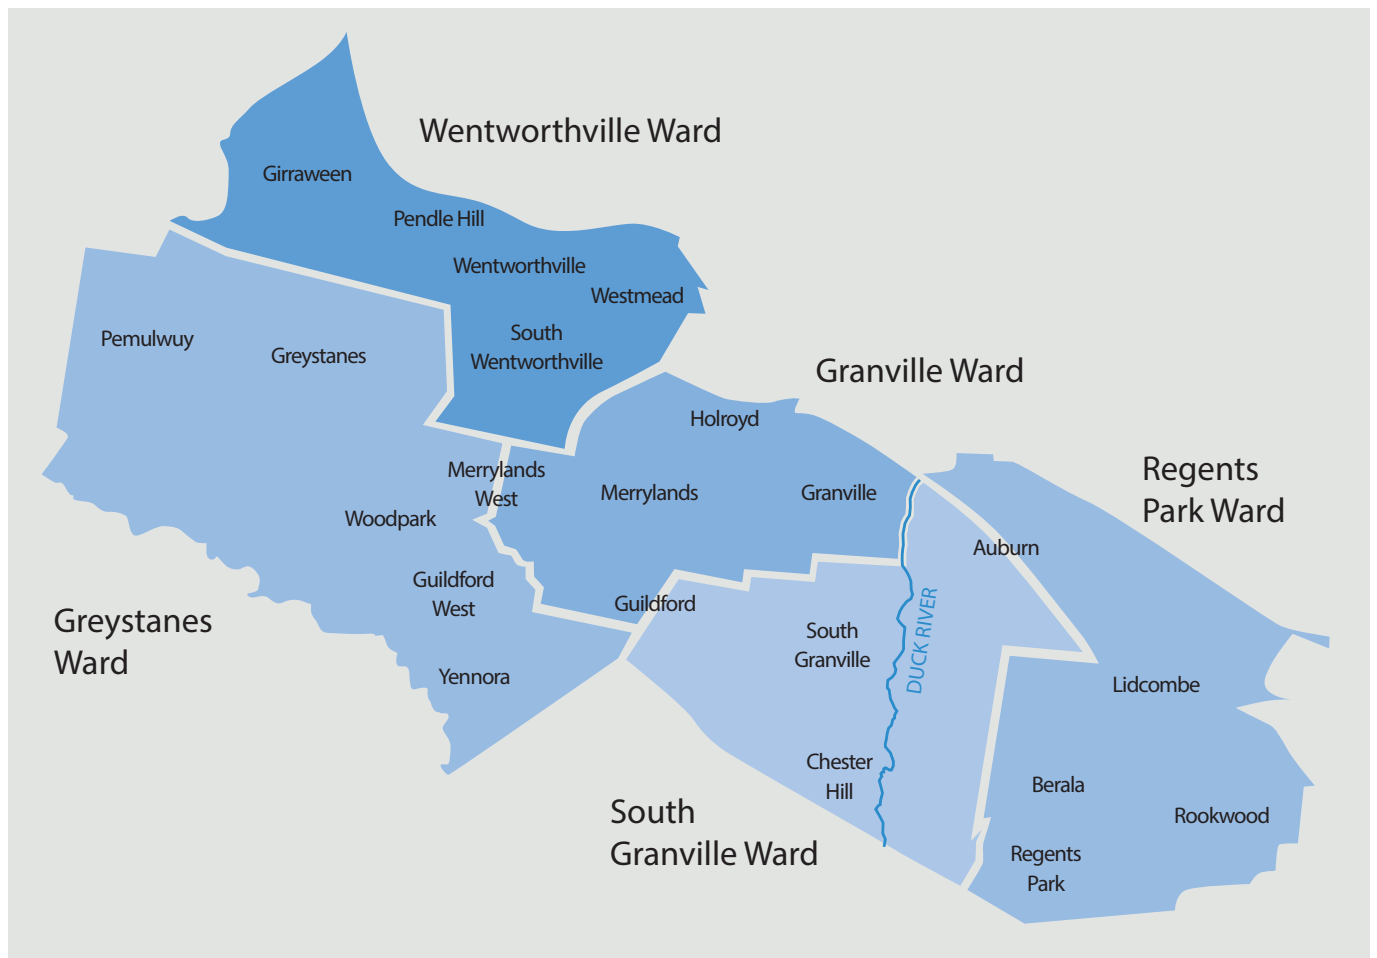 Wentworthville Ward
Girraween
Pendle Hill
Wentworthville
Westmead
South
Wentworthville
Pemulwuy
Greystanes
Granville Ward
Holroyd
Merrylands
West
Merrylands
Granville
Woodpark
Regents
Park Ward
Auburn
Guildford
West
Guildford
Greystanes
Ward
South
Granville
DUCK RIVER
Yennora
Lidcombe
Chester
Hill
Berala
Rookwood
South
Granville Ward
Regents
Park